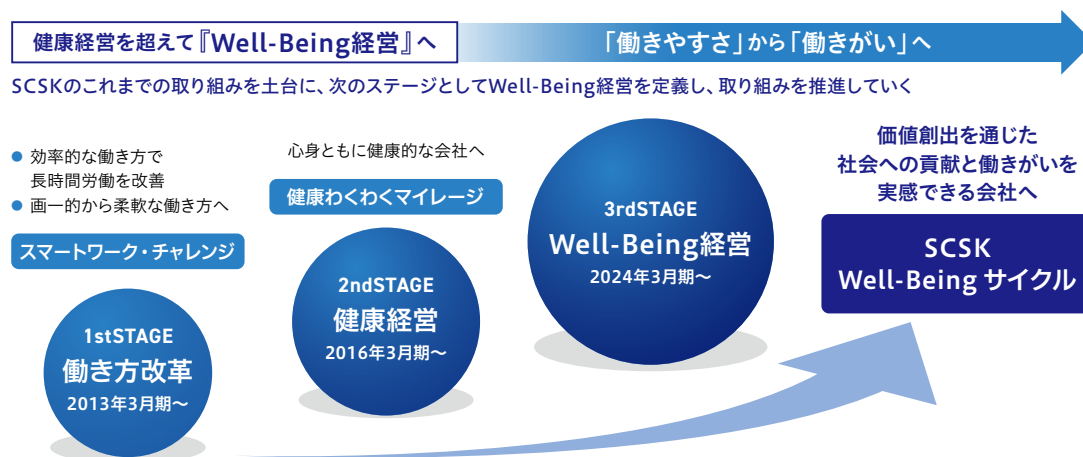 健康経営を超えて『Well-Being経営』へ
「働きやすさ」から「働きがい」へ
SCSKのこれまでの取り組みを土台に、次のステージとしてWell-Being経営を定義し、取り組みを推進していく
● 効率的な働き方で
長時間労働を改善
● 画一的から柔軟な働き方へ
スマートワーク・チャレンジ
1stSTAGE
働き方改革
2013年3月期～
心身ともに健康的な会社へ
健康わくわくマイレージ
2ndSTAGE
健康経営
2016年3月期～
3rdSTAGE
Well-Being経営
2024年3月期～
価値創出を通じた
社会への貢献と働きがいを
実感できる会社へ
SCSK
Well-Being サイクル